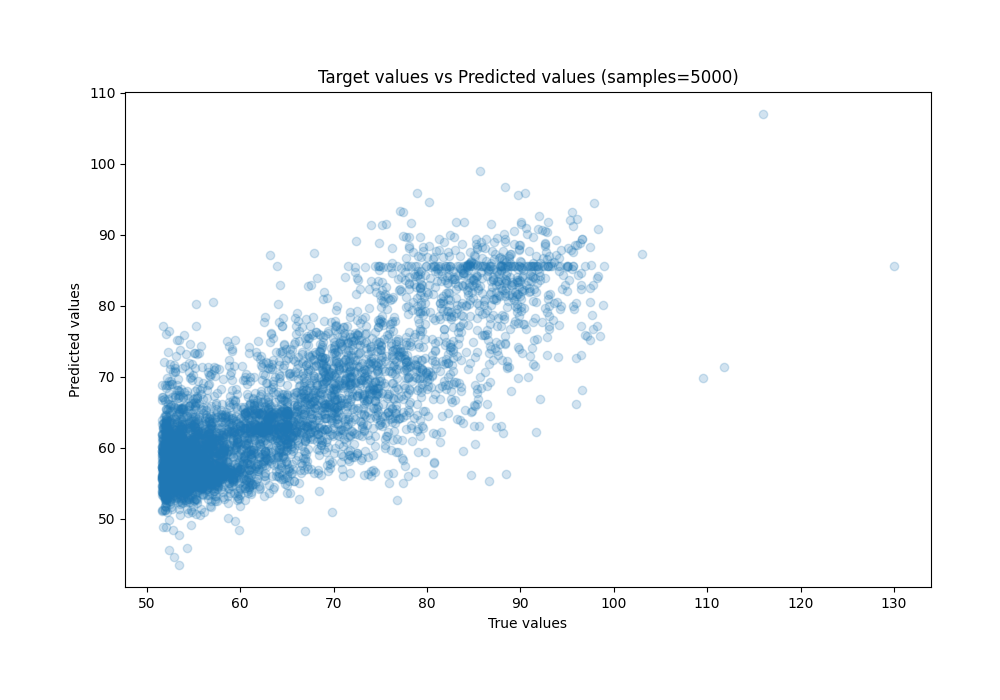 Target values vs Predicted values (samples=5000)
110
100
90
80
70
60
50
Predicted values
50 60 70 80 90 100 110 120 130
True values